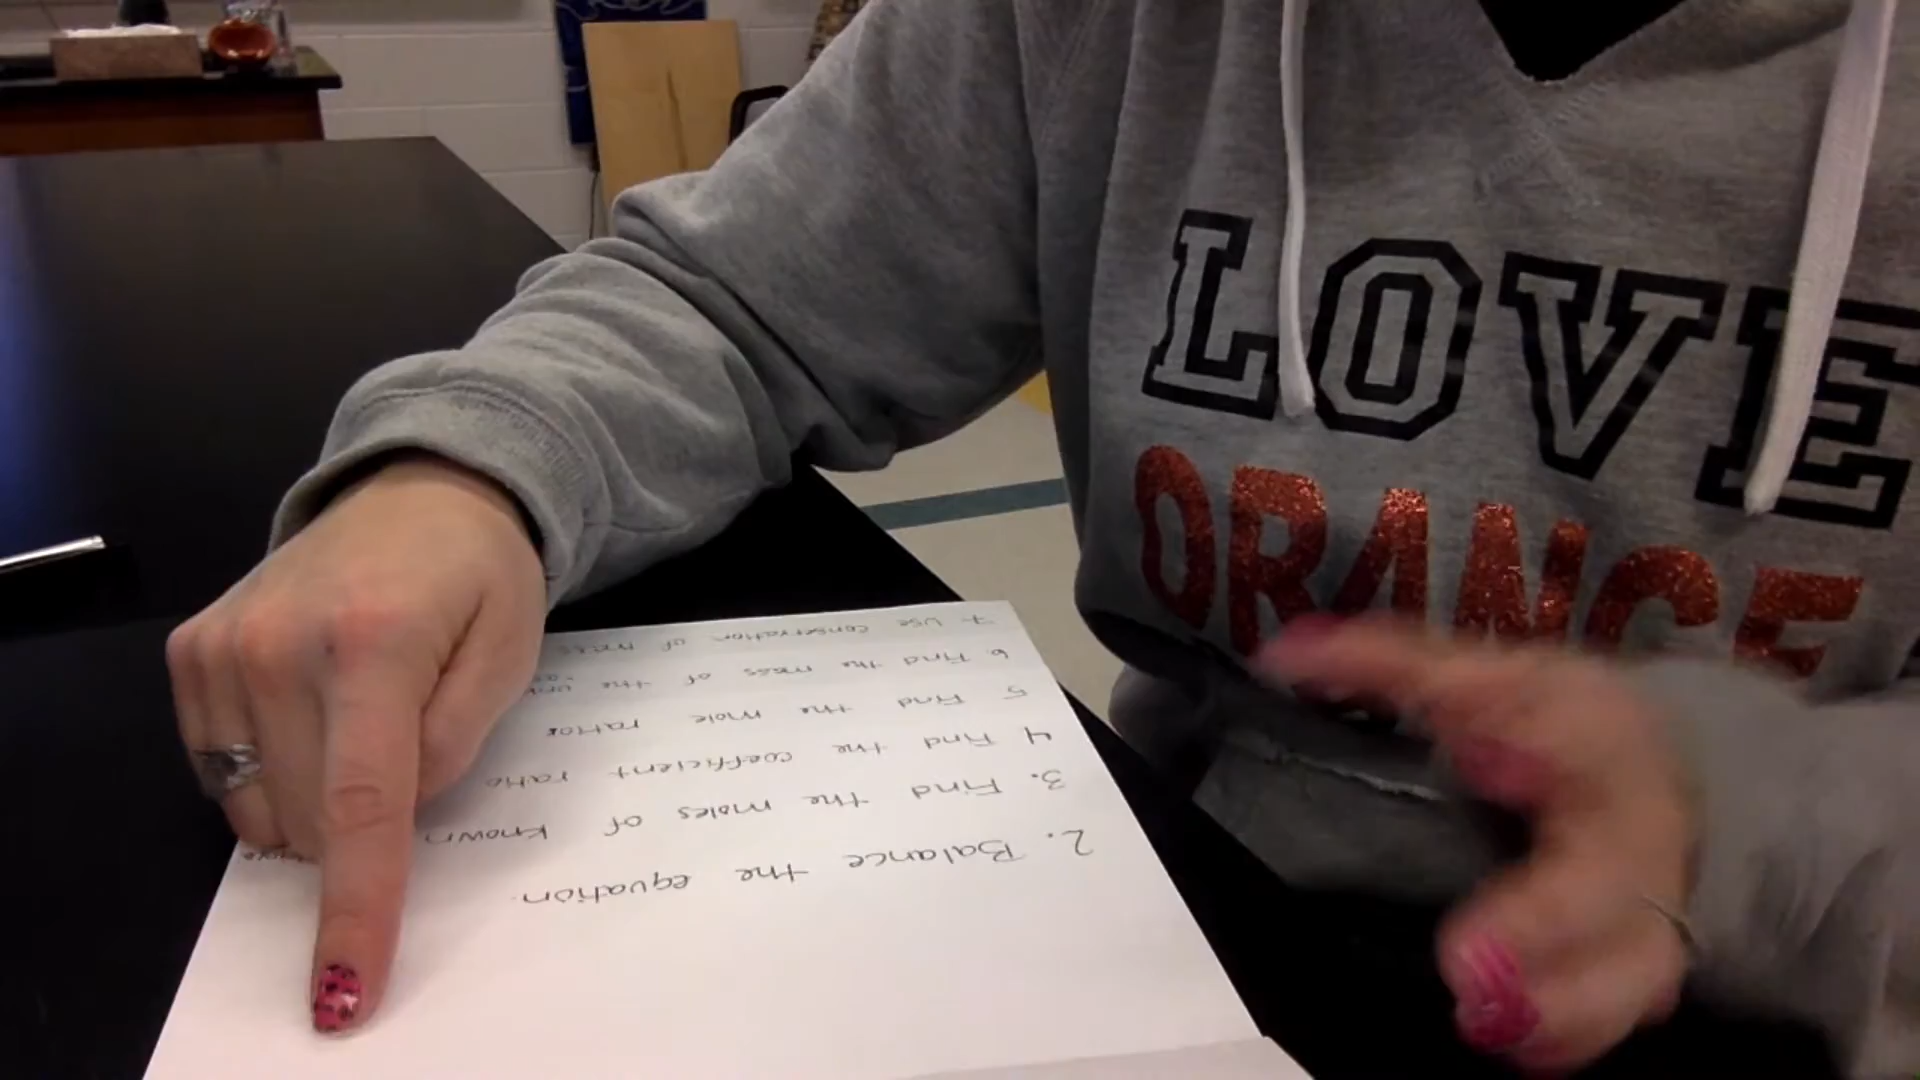 LOVE
ORANGE
2. Balance the equation.
3. Find the moles of known
4 Find the coefficient ratio
5 Find the mole ratio
6. Find the mass of the
7. Use conservation of mass